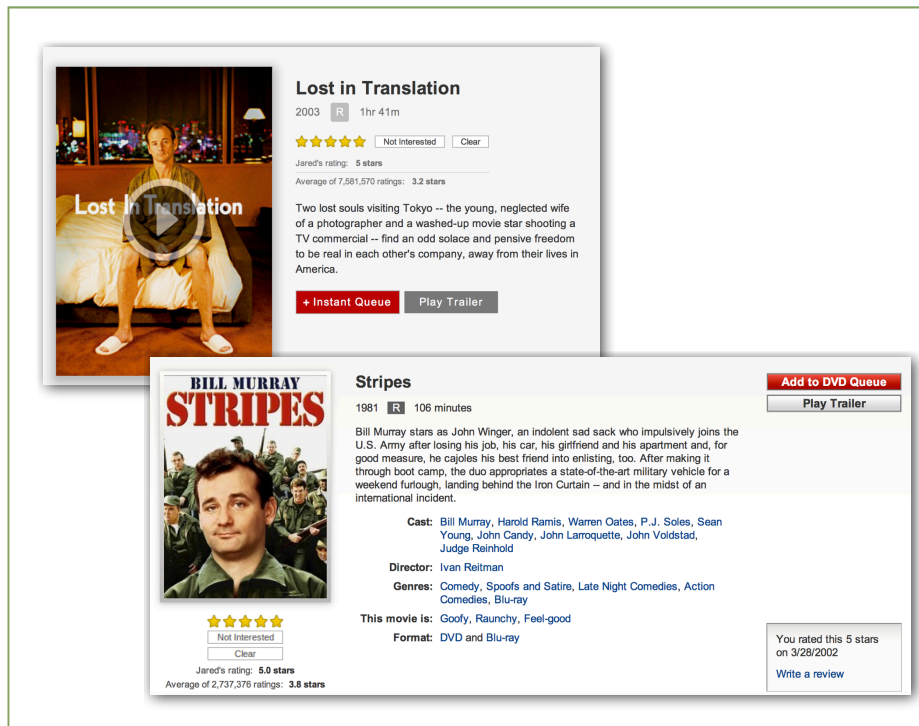 Lost In Translation
Lost in Translation
2003 R 1hr 41m
Not Interested Clear
Jared's rating: 5 stars
Average of 7,581,570 ratings: 3.2 stars
Two lost souls visiting Tokyo -- the young, neglected wife
of a photographer and a washed-up movie star shooting a
TV commercial -- find an odd solace and pensive freedom
to be real in each other's company, away from their lives in
America.
+ Instant Queue Play Trailer
BILL MURRAY
STRIPES
Not Interested
Clear
Jared's rating: 5.0 stars
Average of 2,737,376 ratings: 3.8 stars
Stripes
1981 R 106 minutes
Bill Murray stars as John Winger, an indolent sad sack who impulsively joins the
U.S. Army after losing his job, his car, his girlfriend and his apartment and, for
good measure, he cajoles his best friend into enlisting, too. After making it
through boot camp, the duo appropriates a state-of-the-art military vehicle for a
weekend furlough, landing behind the Iron Curtain -- and in the midst of an
international incident.
Cast: Bill Murray, Harold Ramis, Warren Oates, P.J. Soles, Sean
Young, John Candy, John Larroquette, John Voldstad,
Judge Reinhold
Director: Ivan Reitman
Genres: Comedy, Spoofs and Satire, Late Night Comedies, Action
Comedies, Blu-ray
This movie is: Goofy, Raunchy, Feel-good
Format: DVD and Blu-ray
Add to DVD Queue
Play Trailer
You rated this 5 stars
on 3/28/2002
Write a review